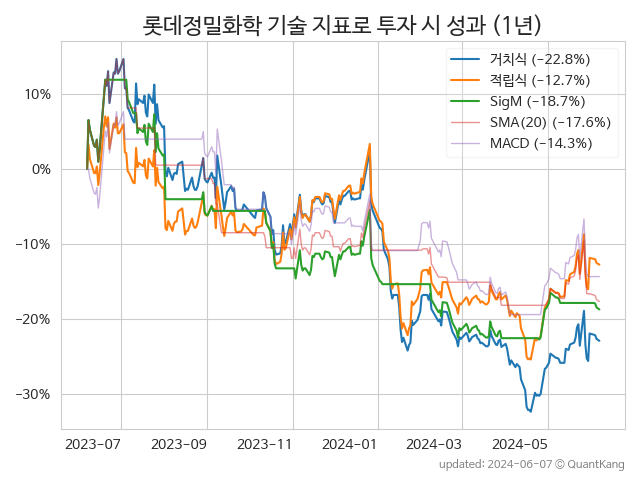 롯데정밀화학 기술 지표로 투자 시 성과 (1년)
거치식 (−22.8%)
적립식 (−12.7%)
SigM (−18.7%)
SMA(20) (−17.6%)
MACD (−14.3%)
10%
0%
−10%
−20%
−30%
2023-07 2023-09 2023-11 2024-01 2024-03 2024-05
updated: 2024-06-07 © QuantKang